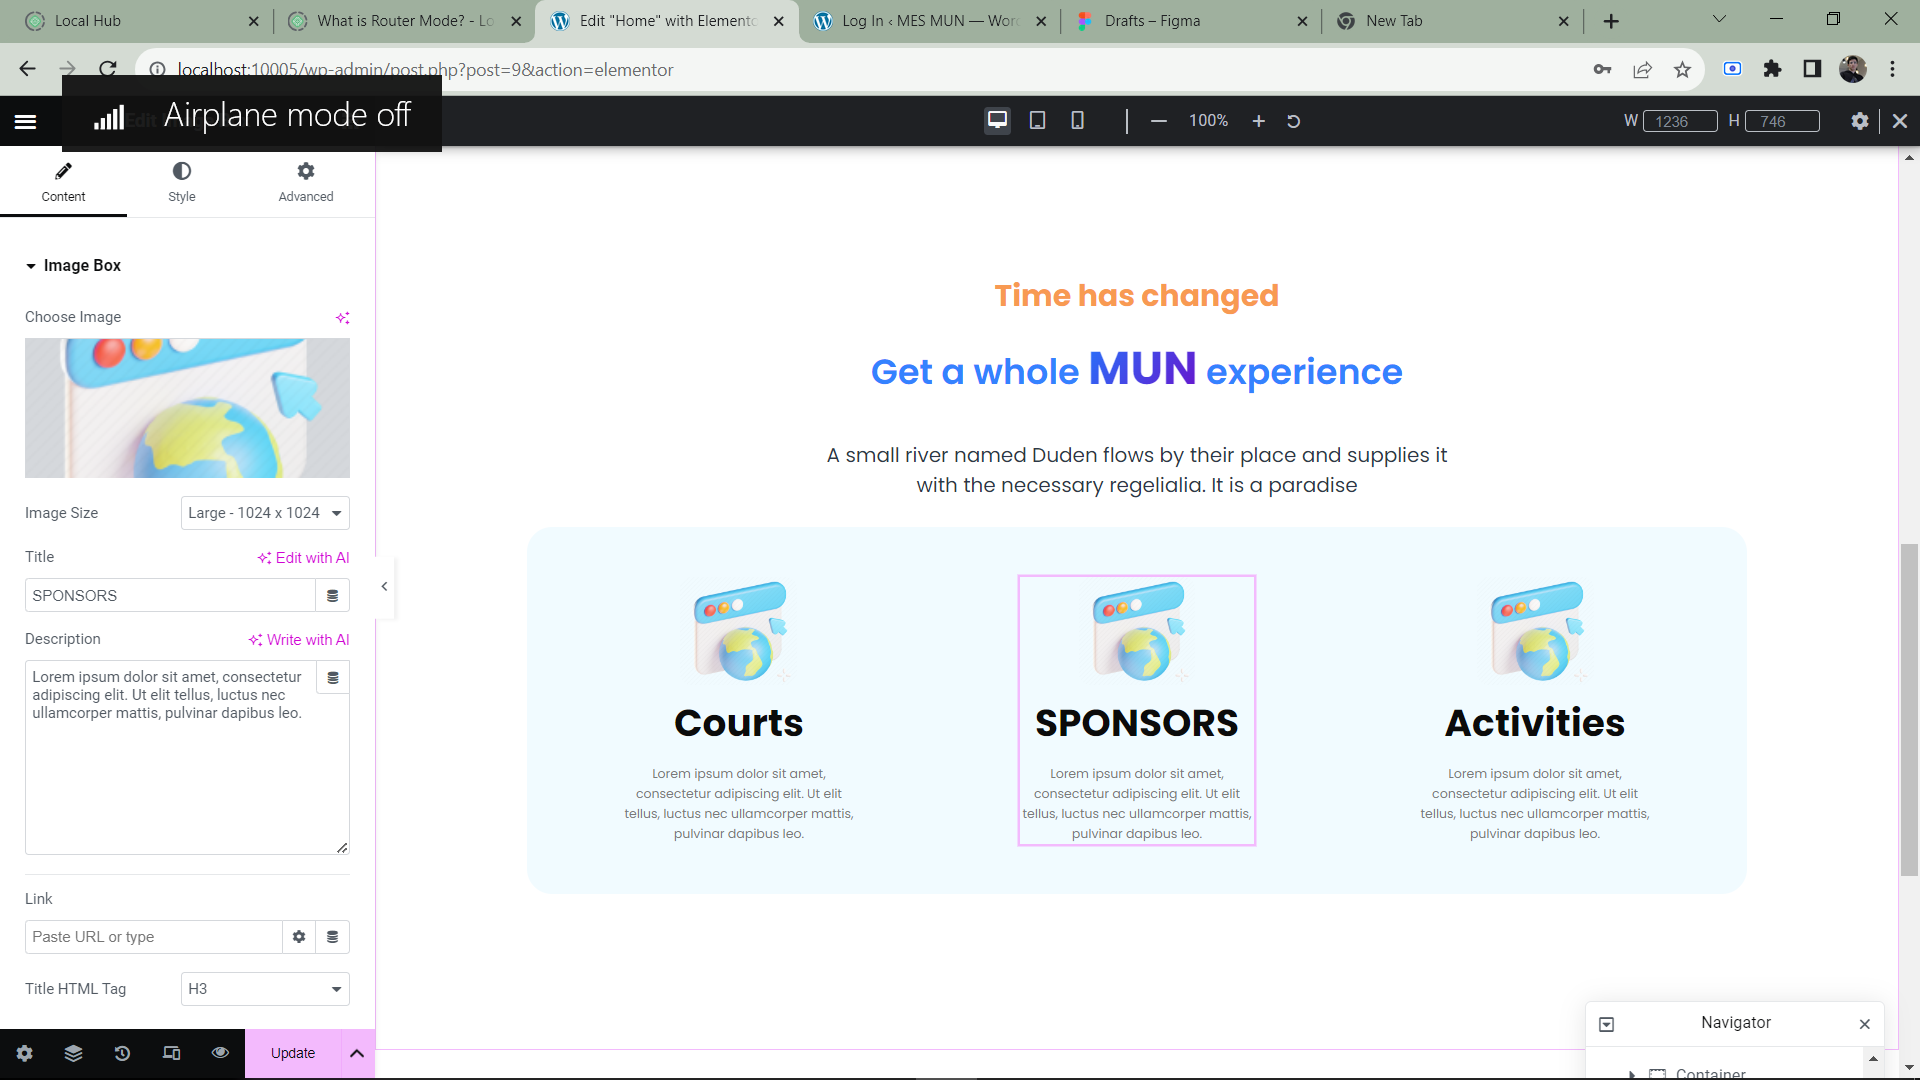 Local Hub
What is Router Mode? - Lo
Edit "Home" with Elemento
Log In ‹ MES MUN — Word
Drafts – Figma
New Tab
localhost:10005/wp-admin/post.php?post=9&action=elementor
Airplane mode off
100%
W 1236 H 746
Content
Style
Advanced
Image Box
Choose Image
Image Size
Large - 1024 x 1024
Title
Edit with AI
SPONSORS
Description
Write with AI
Lorem ipsum dolor sit amet, consectetur
adipiscing elit. Ut elit tellus, luctus nec
ullamcorper mattis, pulvinar dapibus leo.
Link
Paste URL or type
Title HTML Tag
H3
Update
Time has changed
Get a whole MUN experience
A small river named Duden flows by their place and supplies it
with the necessary regelialia. It is a paradise
Courts
Lorem ipsum dolor sit amet,
consectetur adipiscing elit. Ut elit
tellus, luctus nec ullamcorper mattis,
pulvinar dapibus leo.
SPONSORS
Lorem ipsum dolor sit amet,
consectetur adipiscing elit. Ut elit
tellus, luctus nec ullamcorper mattis,
pulvinar dapibus leo.
Activities
Lorem ipsum dolor sit amet,
consectetur adipiscing elit. Ut elit
tellus, luctus nec ullamcorper mattis,
pulvinar dapibus leo.
Navigator
Container